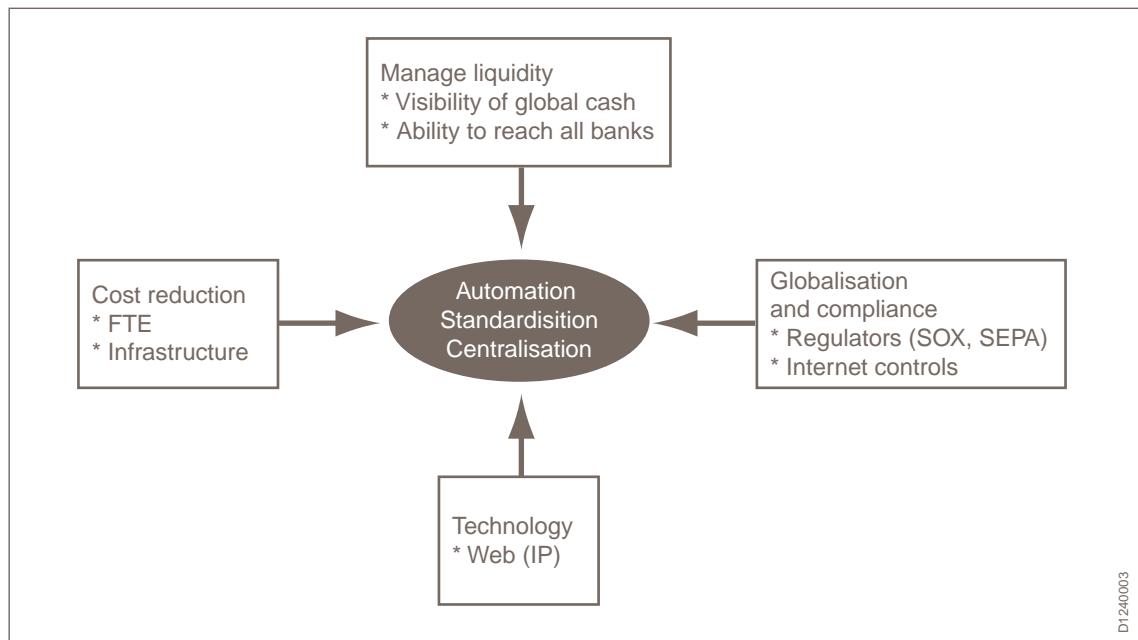 Manage liquidity
* Visibility of global cash
* Ability to reach all banks
Cost reduction
* FTE
* Infrastructure
Automation
Standardisition
Centralisation
Globalisation
and compliance
* Regulators (SOX, SEPA)
* Internet controls
Technology
* Web (IP)
D1240003